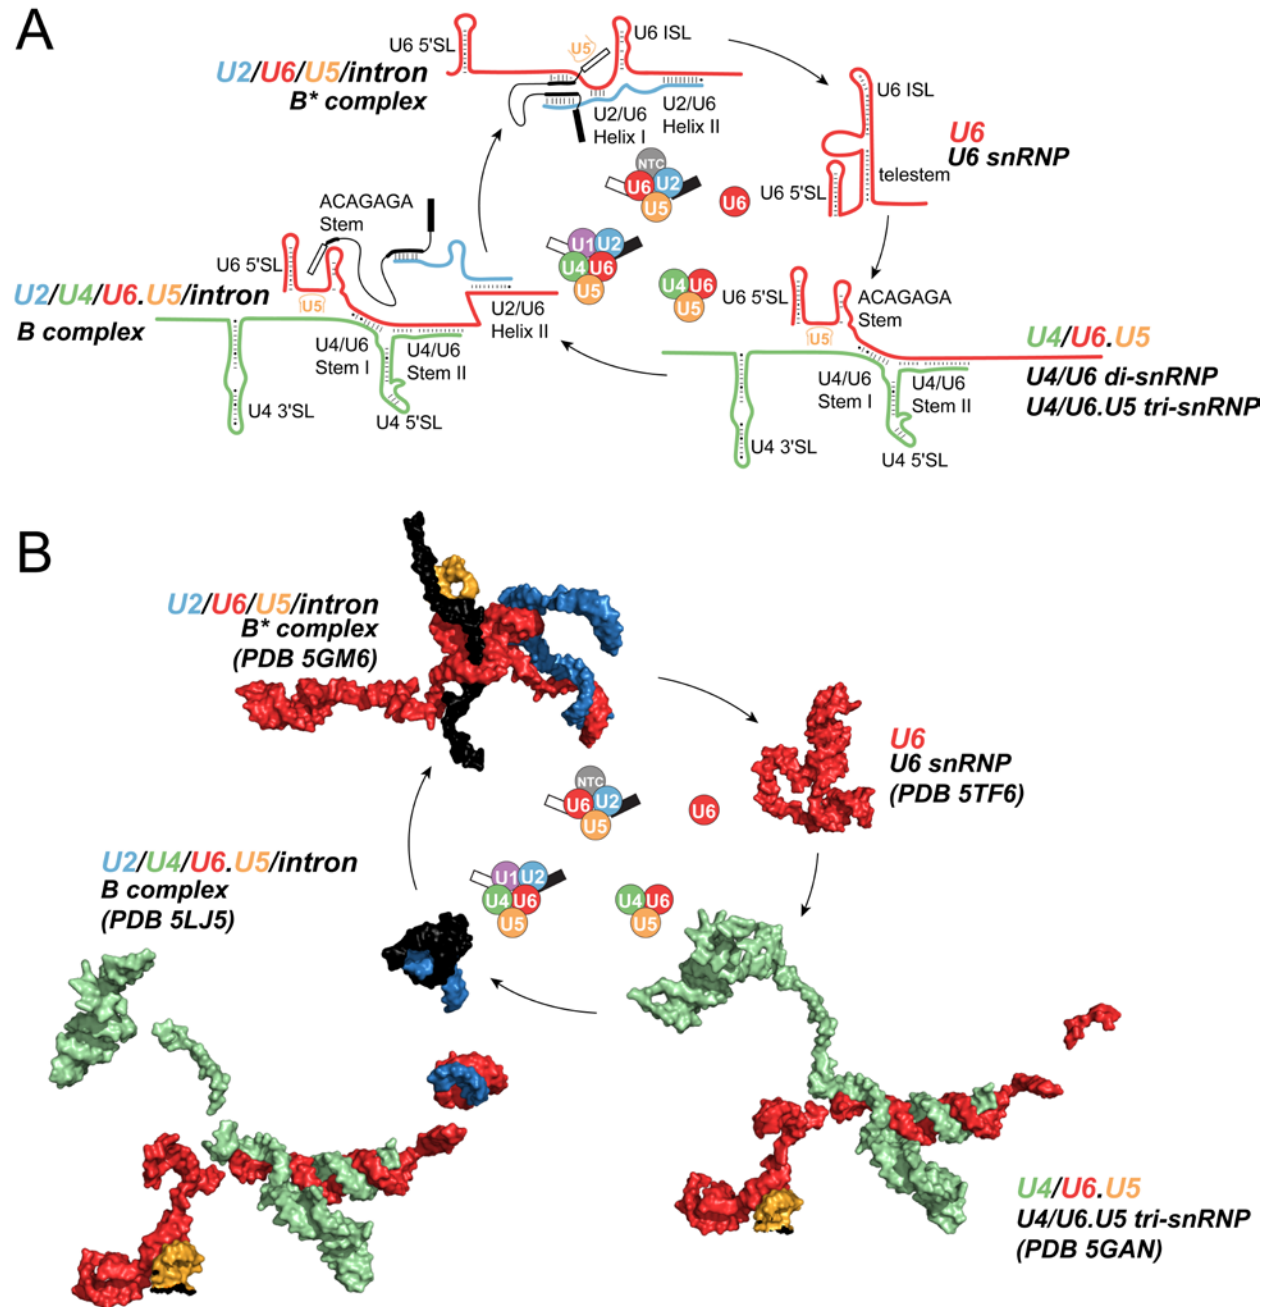 A
U6 5'SL
U5
U6 ISL
U2/U6/U5/intron
B* complex
U2/U6
Helix I
U2/U6
Helix II
U6 ISL
U6
U6 snRNP
telestem
U6 5'SL
NTC
U6 U2
U5
U6
ACAGAGA
Stem
U6 5'SL
U5
U1 U2
U4 U6
U5
U4 U6
U5
U2/U4/U6.U5/intron
B complex
U2/U6
Helix II
U4/U6
Stem I
U4/U6
Stem II
U4 3'SL
U4 5'SL
U6 5'SL
ACAGAGA
Stem
U5
U4/U6.U5
U4/U6 di-snRNP
U4/U6.U5 tri-snRNP
U4/U6
Stem I
U4/U6
Stem II
U4 3'SL
U4 5'SL
B
U2/U6/U5/intron
B* complex
(PDB 5GM6)
U6
U6 snRNP
(PDB 5TF6)
NTC
U6 U2
U5
U6
U2/U4/U6.U5/intron
B complex
(PDB 5LJ5)
U1 U2
U4 U6
U5
U4 U6
U5
U4/U6.U5
U4/U6.U5 tri-snRNP
(PDB 5GAN)